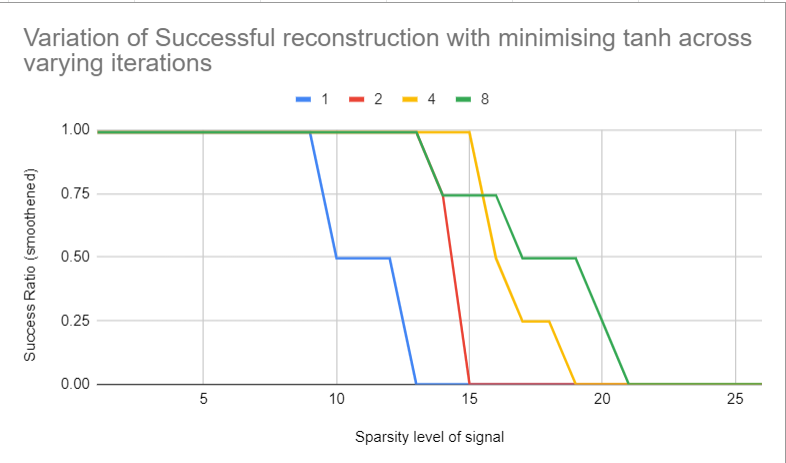 Variation of Successful reconstruction with minimising tanh across
varying iterations
1 2 4 8
Success Ratio (smoothened)
1.00
0.75
0.50
0.25
0.00
5 10 15 20 25
Sparsity level of signal